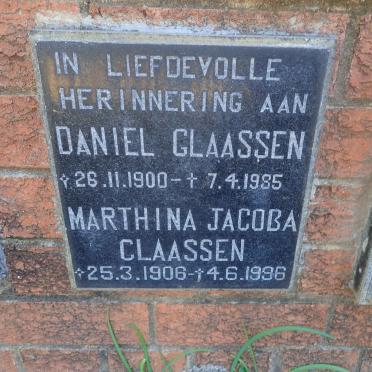 IN LIEFDEVOLLE
HERINNERING AAN
DANIEL CLAASSEN
* 26.11.1900 - † 7.4.1985
MARTHINA JACOBA
CLAASSEN
* 25.3.1906 - † 4.6.1996